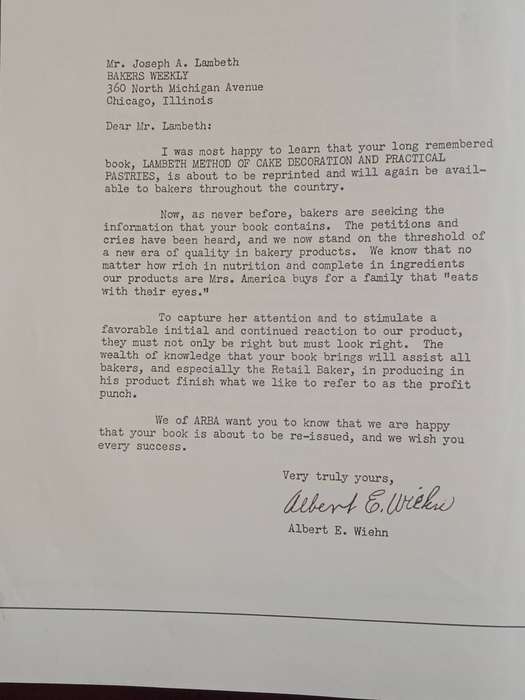 Mr. Joseph A. Lambeth
BAKERS WEEKLY
360 North Michigan Avenue
Chicago, Illinois
Dear Mr. Lambeth:
I was most happy to learn that your long remembered
book, LAMBETH METHOD OF CAKE DECORATION AND PRACTICAL
PASTRIES, is about to be reprinted and will again be avail-
able to bakers throughout the country.
Now, as never before, bakers are seeking the
information that your book contains. The petitions and
cries have been heard, and we now stand on the threshold of
a new era of quality in bakery products. We know that no
matter how rich in nutrition and complete in ingredients
our products are Mrs. America buys for a family that "eats
with their eyes."
To capture her attention and to stimulate a
favorable initial and continued reaction to our product,
they must not only be right but must look right. The
wealth of knowledge that your book brings will assist all
bakers, and especially the Retail Baker, in producing in
his product finish what we like to refer to as the profit
punch.
We of ARBA want you to know that we are happy
that your book is about to be re-issued, and we wish you
every success.
Very truly yours,
Albert E. Wiehn
Albert E. Wiehn